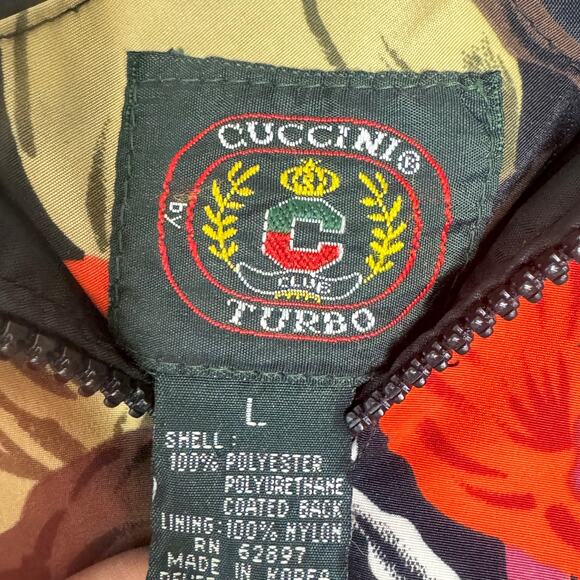 CUCCINI®
by
C
CLUB
TURBO
L
SHELL:
100% POLYESTER
POLYURETHANE
COATED BACK
LINING: 100% NYLON
RN 62897
MADE IN KOREA